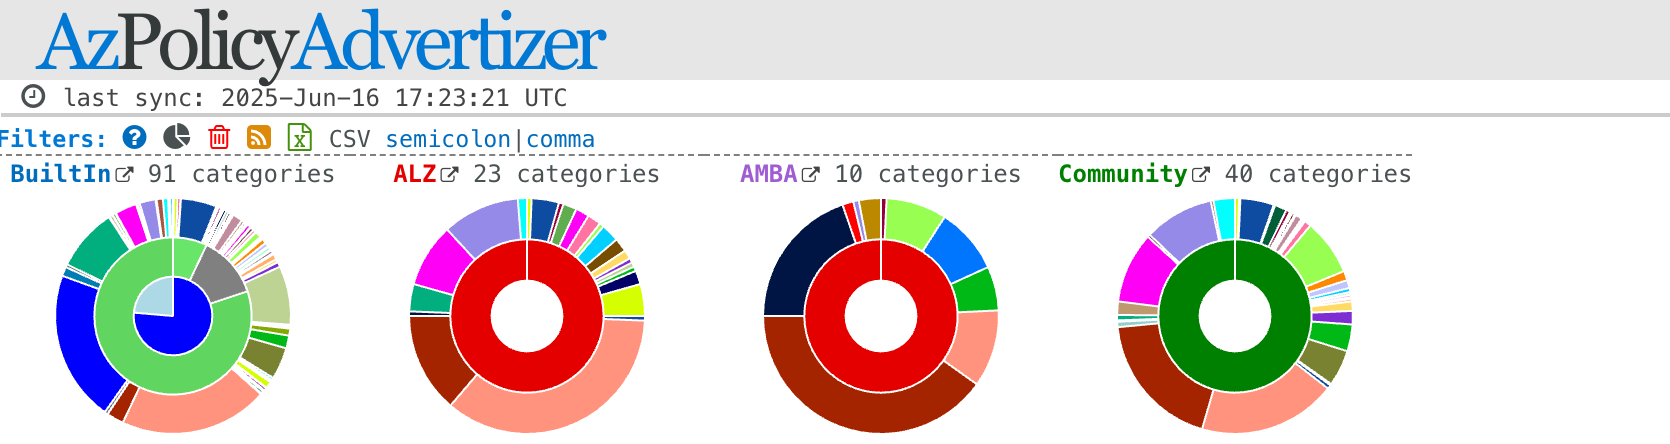 AzPolicyAdvertizer
last sync: 2025-Jun-16 17:23:21 UTC
Filters: ? CSV semicolon|comma
BuiltIn 91 categories ALZ 23 categories AMBA 10 categories Community 40 categories